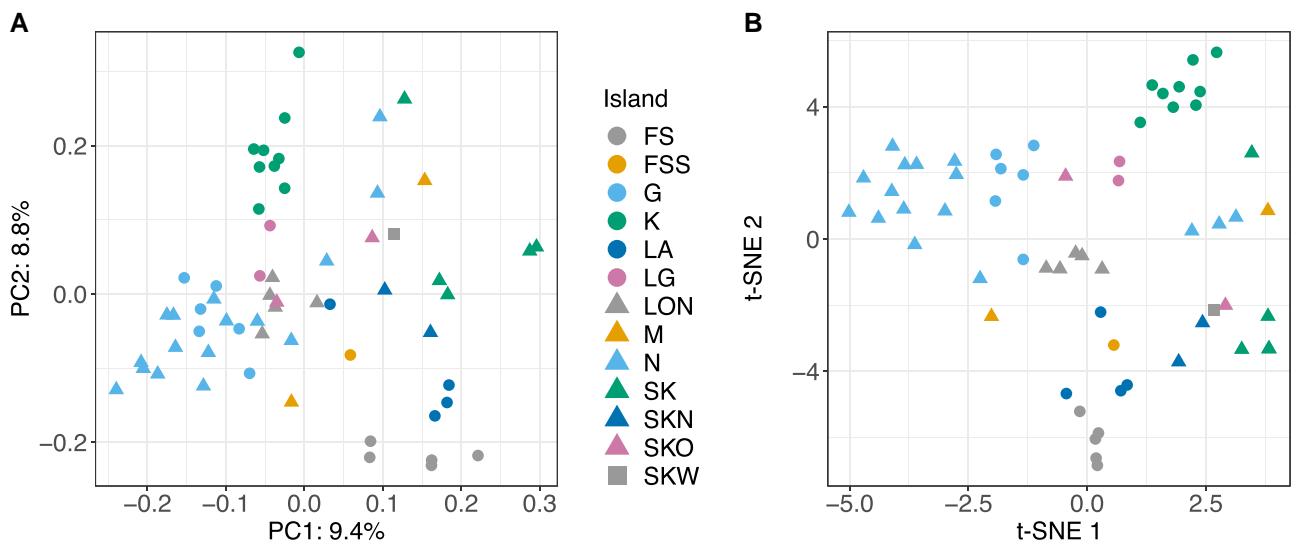 A
B
0.2
0.0
−0.2
PC2: 8.8%
−0.2
−0.1
0.0
0.1
0.2
0.3
PC1: 9.4%
Island
FS
FSS
G
K
LA
LG
LON
M
N
SK
SKN
SKO
SKW
4
0
−4
t-SNE 2
−5.0
−2.5
0.0
2.5
t-SNE 1